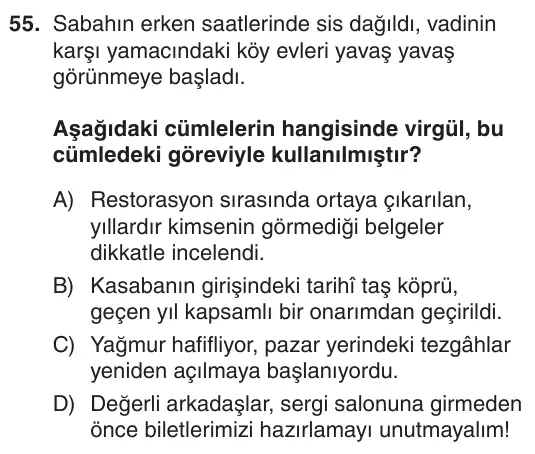 55. Sabahın erken saatlerinde sis dağıldı, vadinin
karşı yamacındaki köy evleri yavaş yavaş
görünmeye başladı.
Aşağıdaki cümlelerin hangisinde virgül, bu
cümledeki göreviyle kullanılmıştır?
A) Restorasyon sırasında ortaya çıkarılan,
yıllardır kimsenin görmediği belgeler
dikkatle incelendi.
B) Kasabanın girişindeki tarihî taş köprü,
geçen yıl kapsamlı bir onarımdan geçirildi.
C) Yağmur hafifliyor, pazar yerindeki tezgâhlar
yeniden açılmaya başlanıyordu.
D) Değerli arkadaşlar, sergi salonuna girmeden
önce biletlerimizi hazırlamayı unutmayalım!